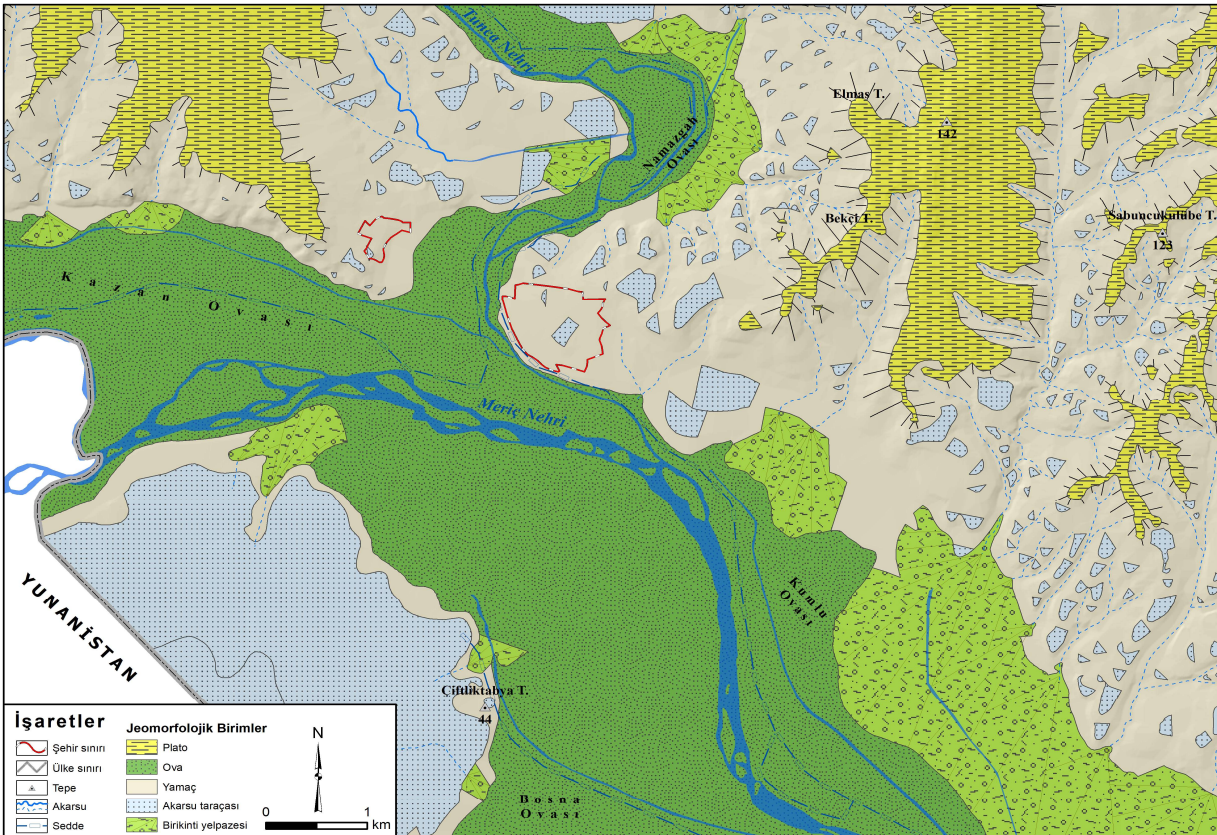 Tunca Nehri
Elmaş T.
142
Namazgah
Ovası
Bekçi T.
Sabuncukulübe T.
123
Kazan Ovası
Meriç Nehri
Kumlu
Ovası
YUNANİSTAN
Çiftliktabya T.
44
Bosna
Ovası
İşaretler
Şehir sınırı
Ülke sınırı
Tepe
Akarsu
Sedde
Jeomorfolojik Birimler
Plato
Ova
Yamaç
Akarsu taraçası
Birikinti yelpazesi
N
0 1
km